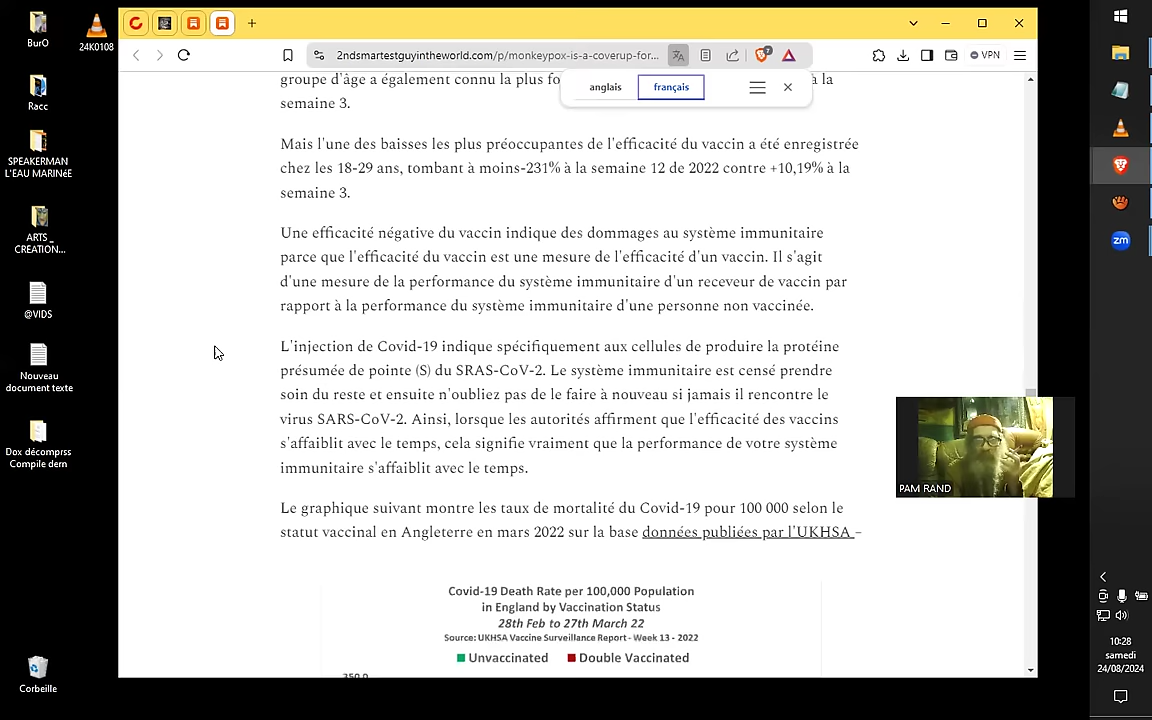 BurO
24K0108
Racc
SPEAKERMAN
L'EAU MARINéE
ARTS_
CREATION...
@VIDS
Nouveau
document texte
Dox décomprss
Compile dern
Corbeille
2ndsmartestguyintheworld.com/p/monkeypox-is-a-coverup-for...
7
VPN
anglais
français
groupe d'âge a également connu la plus fo
à la
semaine 3.
Mais l'une des baisses les plus préoccupantes de l'efficacité du vaccin a été enregistrée
chez les 18-29 ans, tombant à moins-231% à la semaine 12 de 2022 contre +10,19% à la
semaine 3.
Une efficacité négative du vaccin indique des dommages au système immunitaire
parce que l'efficacité du vaccin est une mesure de l'efficacité d'un vaccin. Il s'agit
d'une mesure de la performance du système immunitaire d'un receveur de vaccin par
rapport à la performance du système immunitaire d'une personne non vaccinée.
L'injection de Covid-19 indique spécifiquement aux cellules de produire la protéine
présumée de pointe (S) du SRAS-CoV-2. Le système immunitaire est censé prendre
soin du reste et ensuite n'oubliez pas de le faire à nouveau si jamais il rencontre le
virus SARS-CoV-2. Ainsi, lorsque les autorités affirment que l'efficacité des vaccins
s'affaiblit avec le temps, cela signifie vraiment que la performance de votre système
immunitaire s'affaiblit avec le temps.
Le graphique suivant montre les taux de mortalité du Covid-19 pour 100 000 selon le
statut vaccinal en Angleterre en mars 2022 sur la base données publiées par l'UKHSA –
Covid-19 Death Rate per 100,000 Population
in England by Vaccination Status
28th Feb to 27th March 22
Source: UKHSA Vaccine Surveillance Report - Week 13 - 2022
Unvaccinated
Double Vaccinated
350.0
PAM RAND
zm
10:28
samedi
24/08/2024